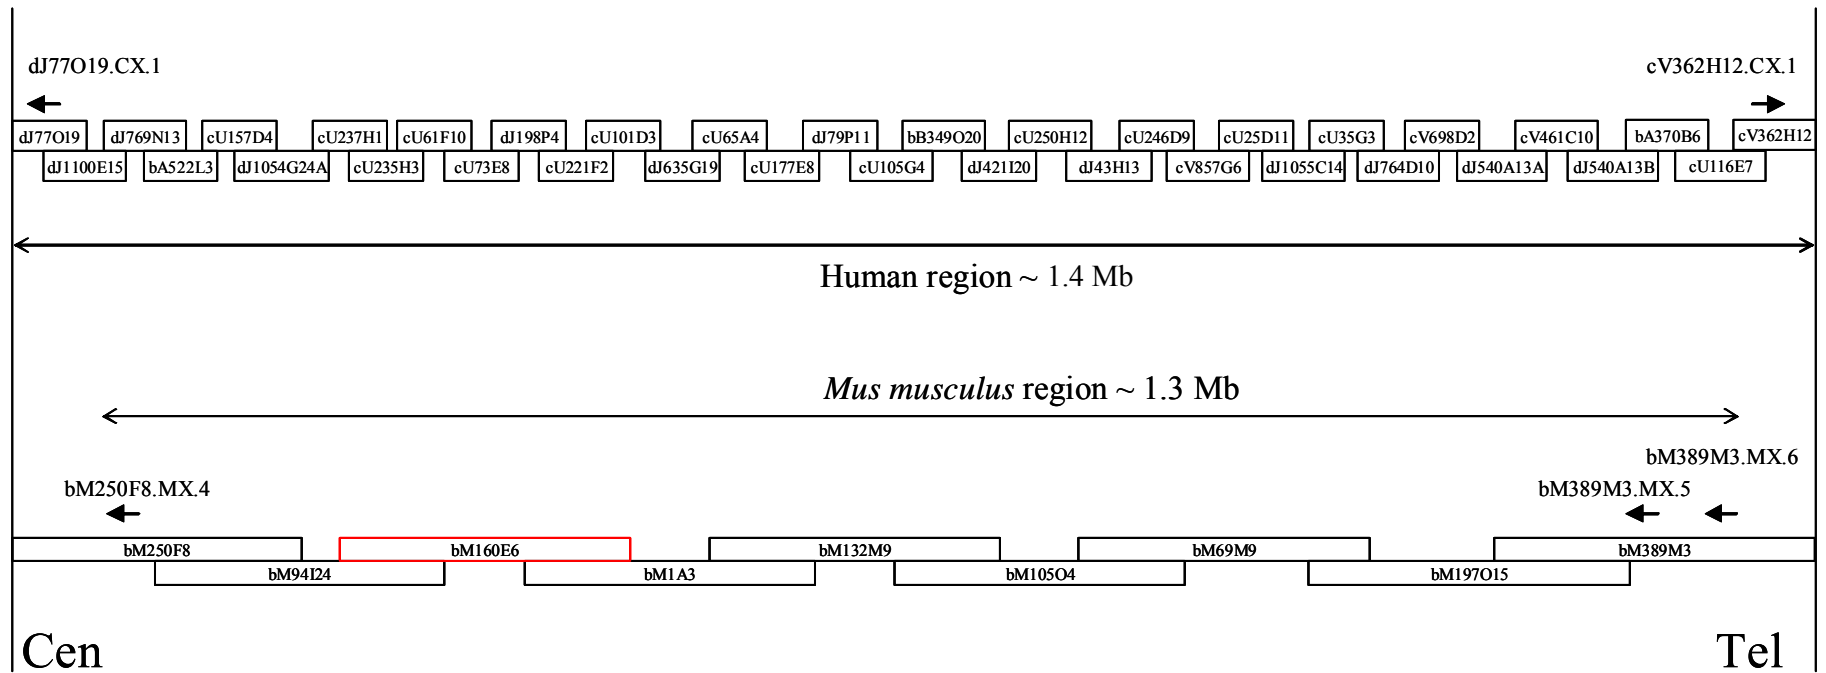 dJ77O19.CX.1 cV362H12.CX.1
dJ77O19 dJ769N13 cU157D4 cU237H1 cU61F10 dJ198P4 cU101D3 cU65A4 dJ79P11 bB349O20 cU250H12 cU246D9 cU25D11 cU35G3 cV698D2 cV461C10 bA370B6 cV362H12
dJ1100E15 bA522L3 dJ1054G24A cU235H3 cU73E8 cU221F2 dJ635G19 cU177E8 cU105G4 dJ421I20 dJ43H13 cV857G6 dJ1055C14 dJ764D10 dJ540A13A dJ540A13B cU116E7
Human region ~ 1.4 Mb
Mus musculus region ~ 1.3 Mb
bM389M3.MX.6
bM250F8.MX.4 bM389M3.MX.5
bM250F8 bM160E6 bM132M9 bM69M9 bM389M3
bM94I24 bM1A3 bM105O4 bM197O15
Cen Tel